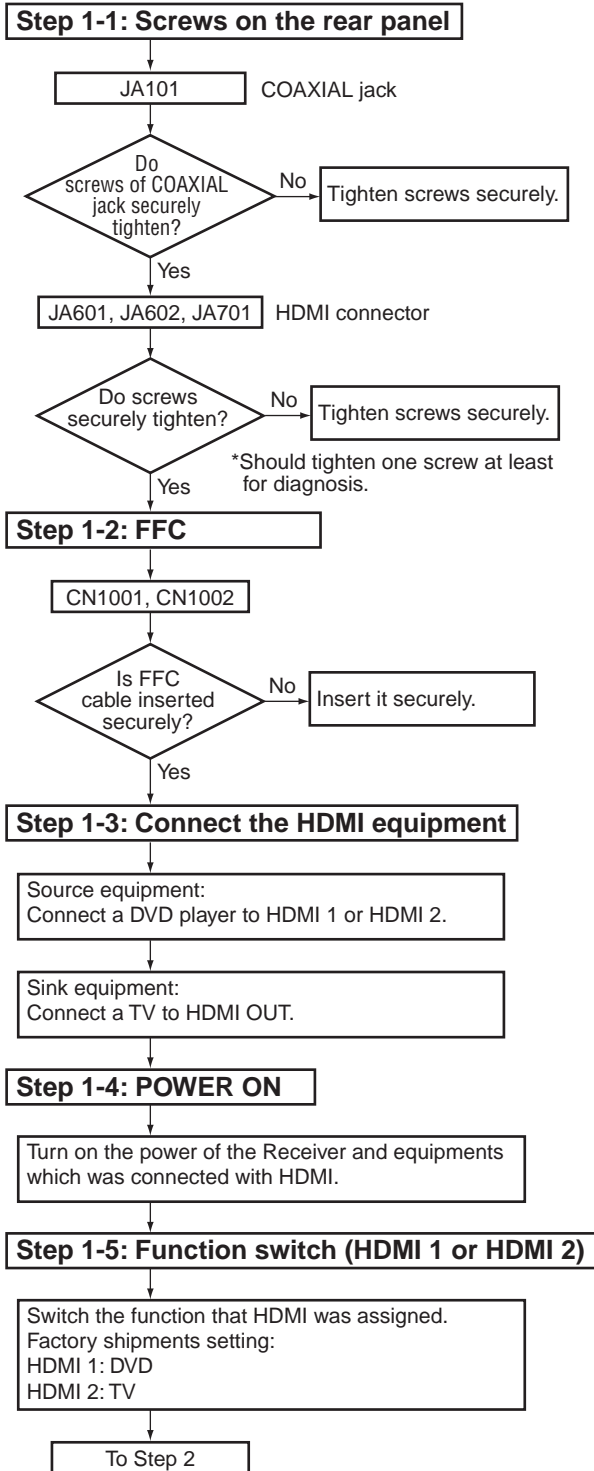 Step 1-1: Screws on the rear panel
JA101
COAXIAL jack
Do
screws of COAXIAL
jack securely
tighten?
No
Tighten screws securely.
Yes
JA601, JA602, JA701
HDMI connector
Do screws
securely tighten?
No
Tighten screws securely.
*Should tighten one screw at least
for diagnosis.
Yes
Step 1-2: FFC
CN1001, CN1002
Is FFC
cable inserted
securely?
No
Insert it securely.
Yes
Step 1-3: Connect the HDMI equipment
Source equipment:
Connect a DVD player to HDMI 1 or HDMI 2.
Sink equipment:
Connect a TV to HDMI OUT.
Step 1-4: POWER ON
Turn on the power of the Receiver and equipments
which was connected with HDMI.
Step 1-5: Function switch (HDMI 1 or HDMI 2)
Switch the function that HDMI was assigned.
Factory shipments setting:
HDMI 1: DVD
HDMI 2: TV
To Step 2